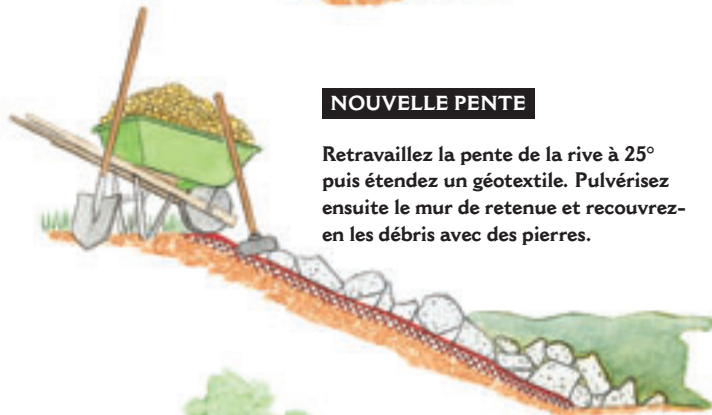 NOUVELLE PENTE
Retravaillez la pente de la rive à 25°
puis étendez un géotextile. Pulvérisez
ensuite le mur de retenue et recouvrez-
en les débris avec des pierres.